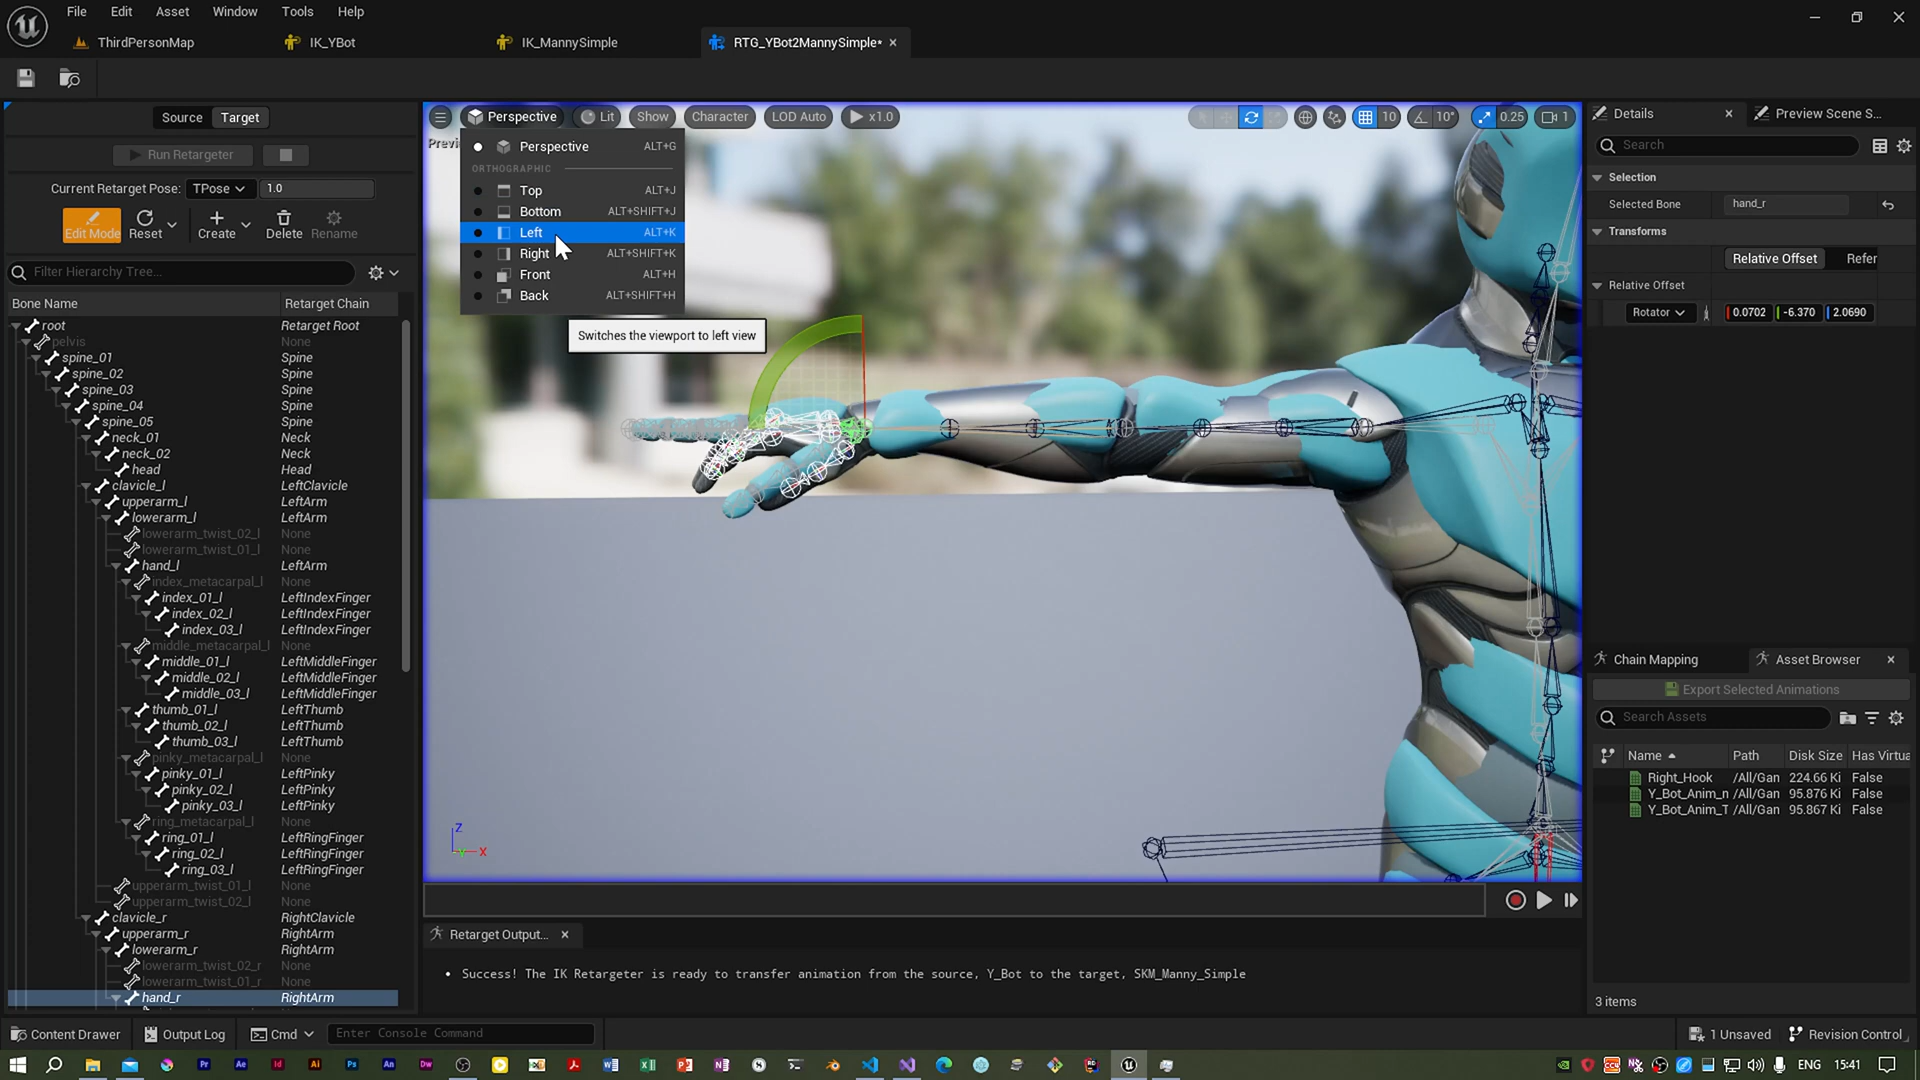 File Edit Asset Window Tools Help
ThirdPersonMap IK_YBot IK_MannySimple RTG_YBot2MannySimple*
Source Target
Run Retargeter
Current Retarget Pose: TPose 1.0
Edit Mode Reset Create Delete Rename
Filter Hierarchy Tree...
Bone Name Retarget Chain
root Retarget Root
pelvis None
spine_01 Spine
spine_02 Spine
spine_03 Spine
spine_04 Spine
spine_05 Spine
neck_01 Neck
neck_02 Neck
head Head
clavicle_l LeftClavicle
upperarm_l LeftArm
lowerarm_l LeftArm
lowerarm_twist_02_l None
lowerarm_twist_01_l None
hand_l LeftArm
index_metacarpal_l None
index_01_l LeftIndexFinger
index_02_l LeftIndexFinger
index_03_l LeftIndexFinger
middle_metacarpal_l None
middle_01_l LeftMiddleFinger
middle_02_l LeftMiddleFinger
middle_03_l LeftMiddleFinger
thumb_01_l LeftThumb
thumb_02_l LeftThumb
thumb_03_l LeftThumb
pinky_metacarpal_l None
pinky_01_l LeftPinky
pinky_02_l LeftPinky
pinky_03_l LeftPinky
ring_metacarpal_l None
ring_01_l LeftRingFinger
ring_02_l LeftRingFinger
ring_03_l LeftRingFinger
upperarm_twist_01_l None
upperarm_twist_02_l None
clavicle_r RightClavicle
upperarm_r RightArm
lowerarm_r RightArm
lowerarm_twist_02_r None
lowerarm_twist_01_r None
hand_r RightArm
Perspective Lit Show Character LOD Auto x1.0 10 10° 0.25 1
Previ
Perspective ALT+G
ORTHOGRAPHIC
Top ALT+J
Bottom ALT+SHIFT+J
Left ALT+K
Right ALT+SHIFT+K
Front ALT+H
Back ALT+SHIFT+H
Switches the viewport to left view
Z
Y X
Retarget Output...
• Success! The IK Retargeter is ready to transfer animation from the source, Y_Bot to the target, SKM_Manny_Simple
Details Preview Scene S...
Search
Selection
Selected Bone hand_r
Transforms
Relative Offset Refer
Relative Offset
Rotator 0.0702 -6.370 2.0690
Chain Mapping Asset Browser
Export Selected Animations
Search Assets
Name Path Disk Size Has Virtua
Right_Hook /All/Gan 224.66 Ki False
Y_Bot_Anim_n /All/Gan 95.876 Ki False
Y_Bot_Anim_T /All/Gan 95.867 Ki False
3 items
Content Drawer Output Log Cmd Enter Console Command 1 Unsaved Revision Control
Pr Ae Id Ai Ps An Dw
ENG 15:41